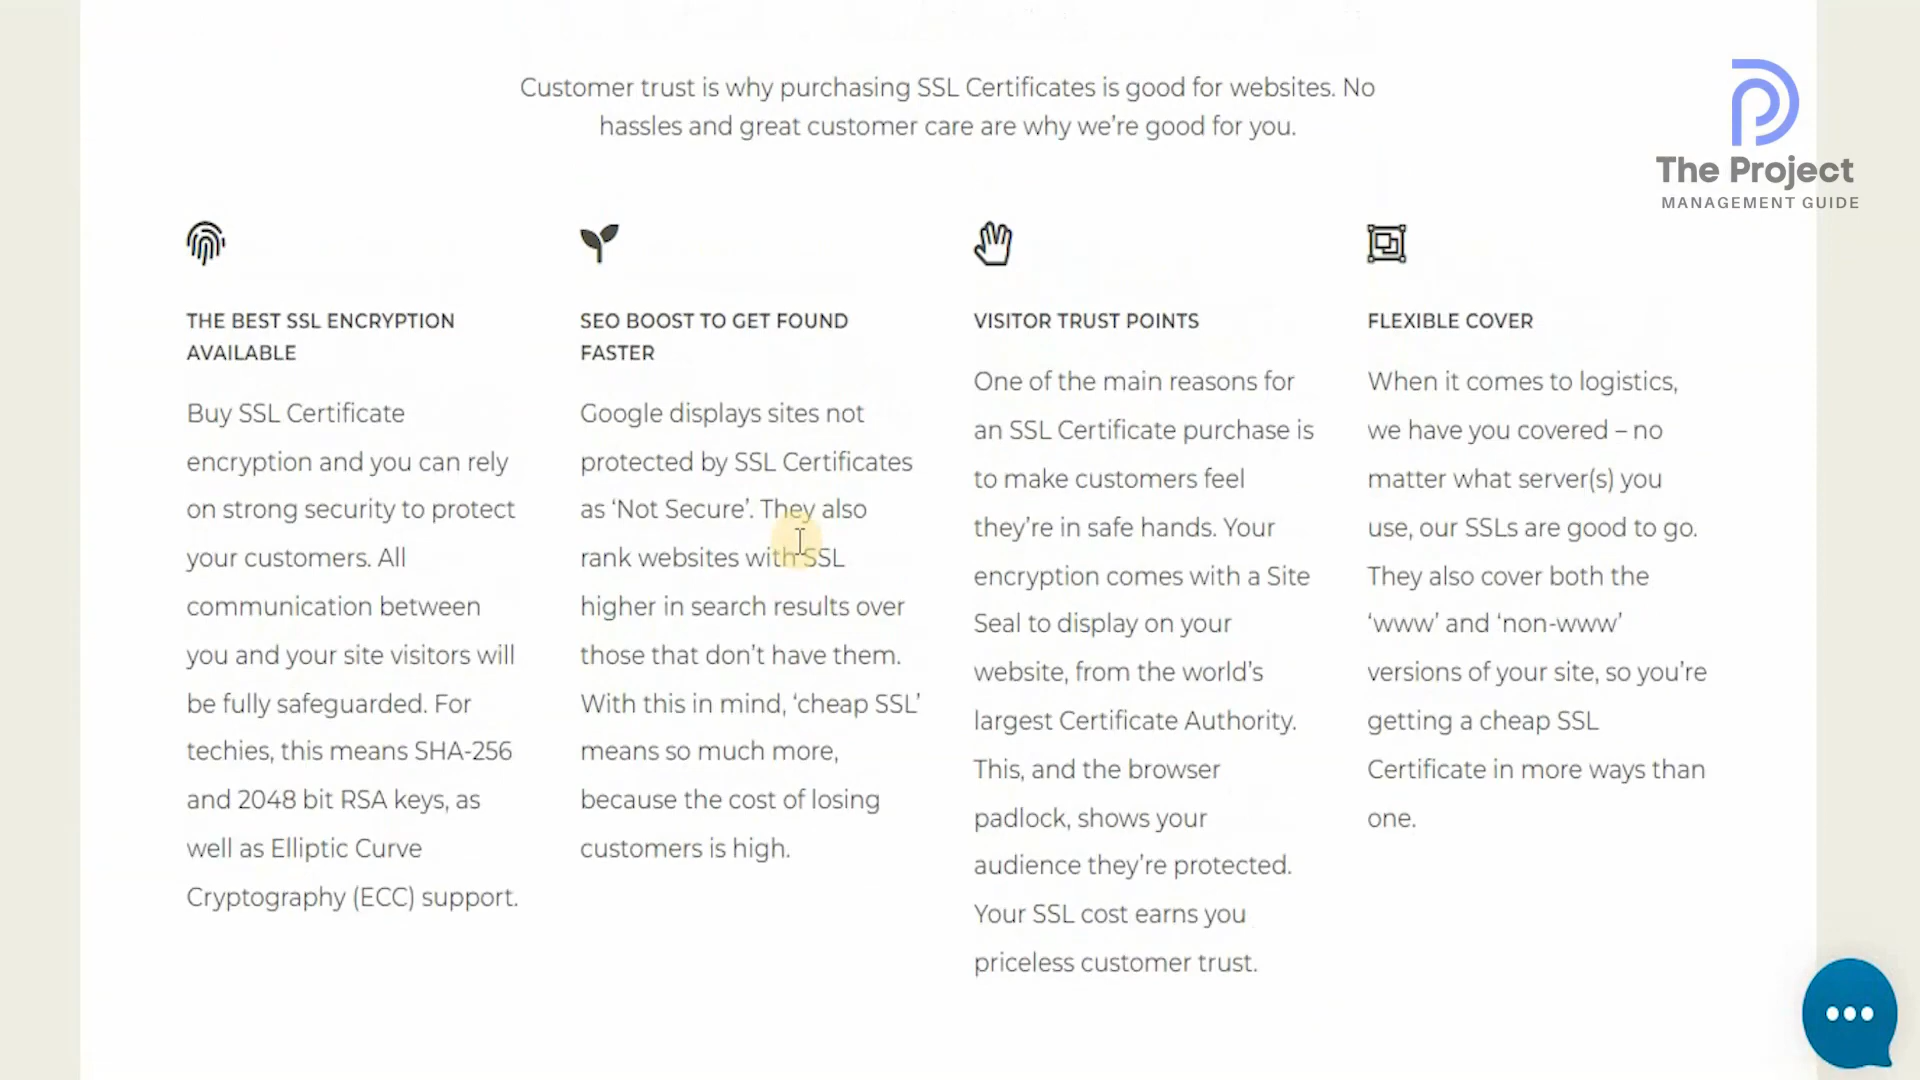 Customer trust is why purchasing SSL Certificates is good for websites. No
hassles and great customer care are why we’re good for you.
The Project
MANAGEMENT GUIDE
THE BEST SSL ENCRYPTION
AVAILABLE
Buy SSL Certificate
encryption and you can rely
on strong security to protect
your customers. All
communication between
you and your site visitors will
be fully safeguarded. For
techies, this means SHA-256
and 2048 bit RSA keys, as
well as Elliptic Curve
Cryptography (ECC) support.
SEO BOOST TO GET FOUND
FASTER
Google displays sites not
protected by SSL Certificates
as ‘Not Secure’. They also
rank websites with SSL
higher in search results over
those that don’t have them.
With this in mind, ‘cheap SSL’
means so much more,
because the cost of losing
customers is high.
VISITOR TRUST POINTS
One of the main reasons for
an SSL Certificate purchase is
to make customers feel
they’re in safe hands. Your
encryption comes with a Site
Seal to display on your
website, from the world’s
largest Certificate Authority.
This, and the browser
padlock, shows your
audience they’re protected.
Your SSL cost earns you
priceless customer trust.
FLEXIBLE COVER
When it comes to logistics,
we have you covered – no
matter what server(s) you
use, our SSLs are good to go.
They also cover both the
‘www’ and ‘non-www’
versions of your site, so you’re
getting a cheap SSL
Certificate in more ways than
one.